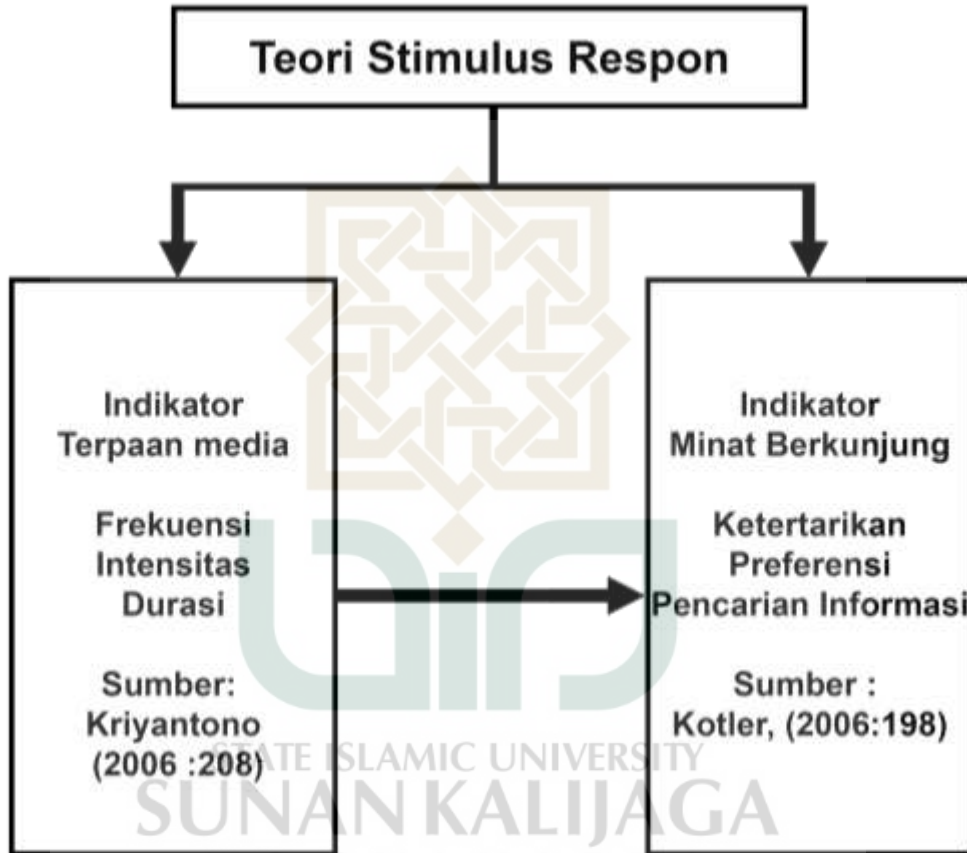 Teori Stimulus Respon
Indikator
Terpaan media
Frekuensi
Intensitas
Durasi
Sumber:
Kriyantono
(2006 :208)
Indikator
Minat Berkunjung
Ketertarikan
Preferensi
Pencarian Informasi
Sumber :
Kotler, (2006:198)
STATE ISLAMIC UNIVERSITY
SUNAN KALIJAGA